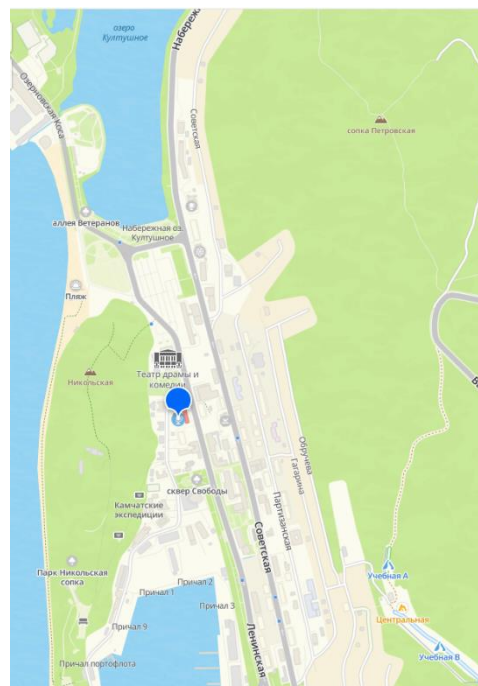 озеро
Култушное
Набережная
Озерновская Коса
Советская
сопка Петровская
аллея Ветеранов
Набережная оз.
Култушное
Пляж
Театр драмы и
комедии
Никольская
сквер Свободы
Обручева
Гагарина
Камчатские
экспедиции
Партизанская
Советская
Парк Никольская
сопка
Причал 2
Причал 1
Причал 3
Учебная А
Центральная
Причал 9
Ленинская
Учебная В
Причал портофлота